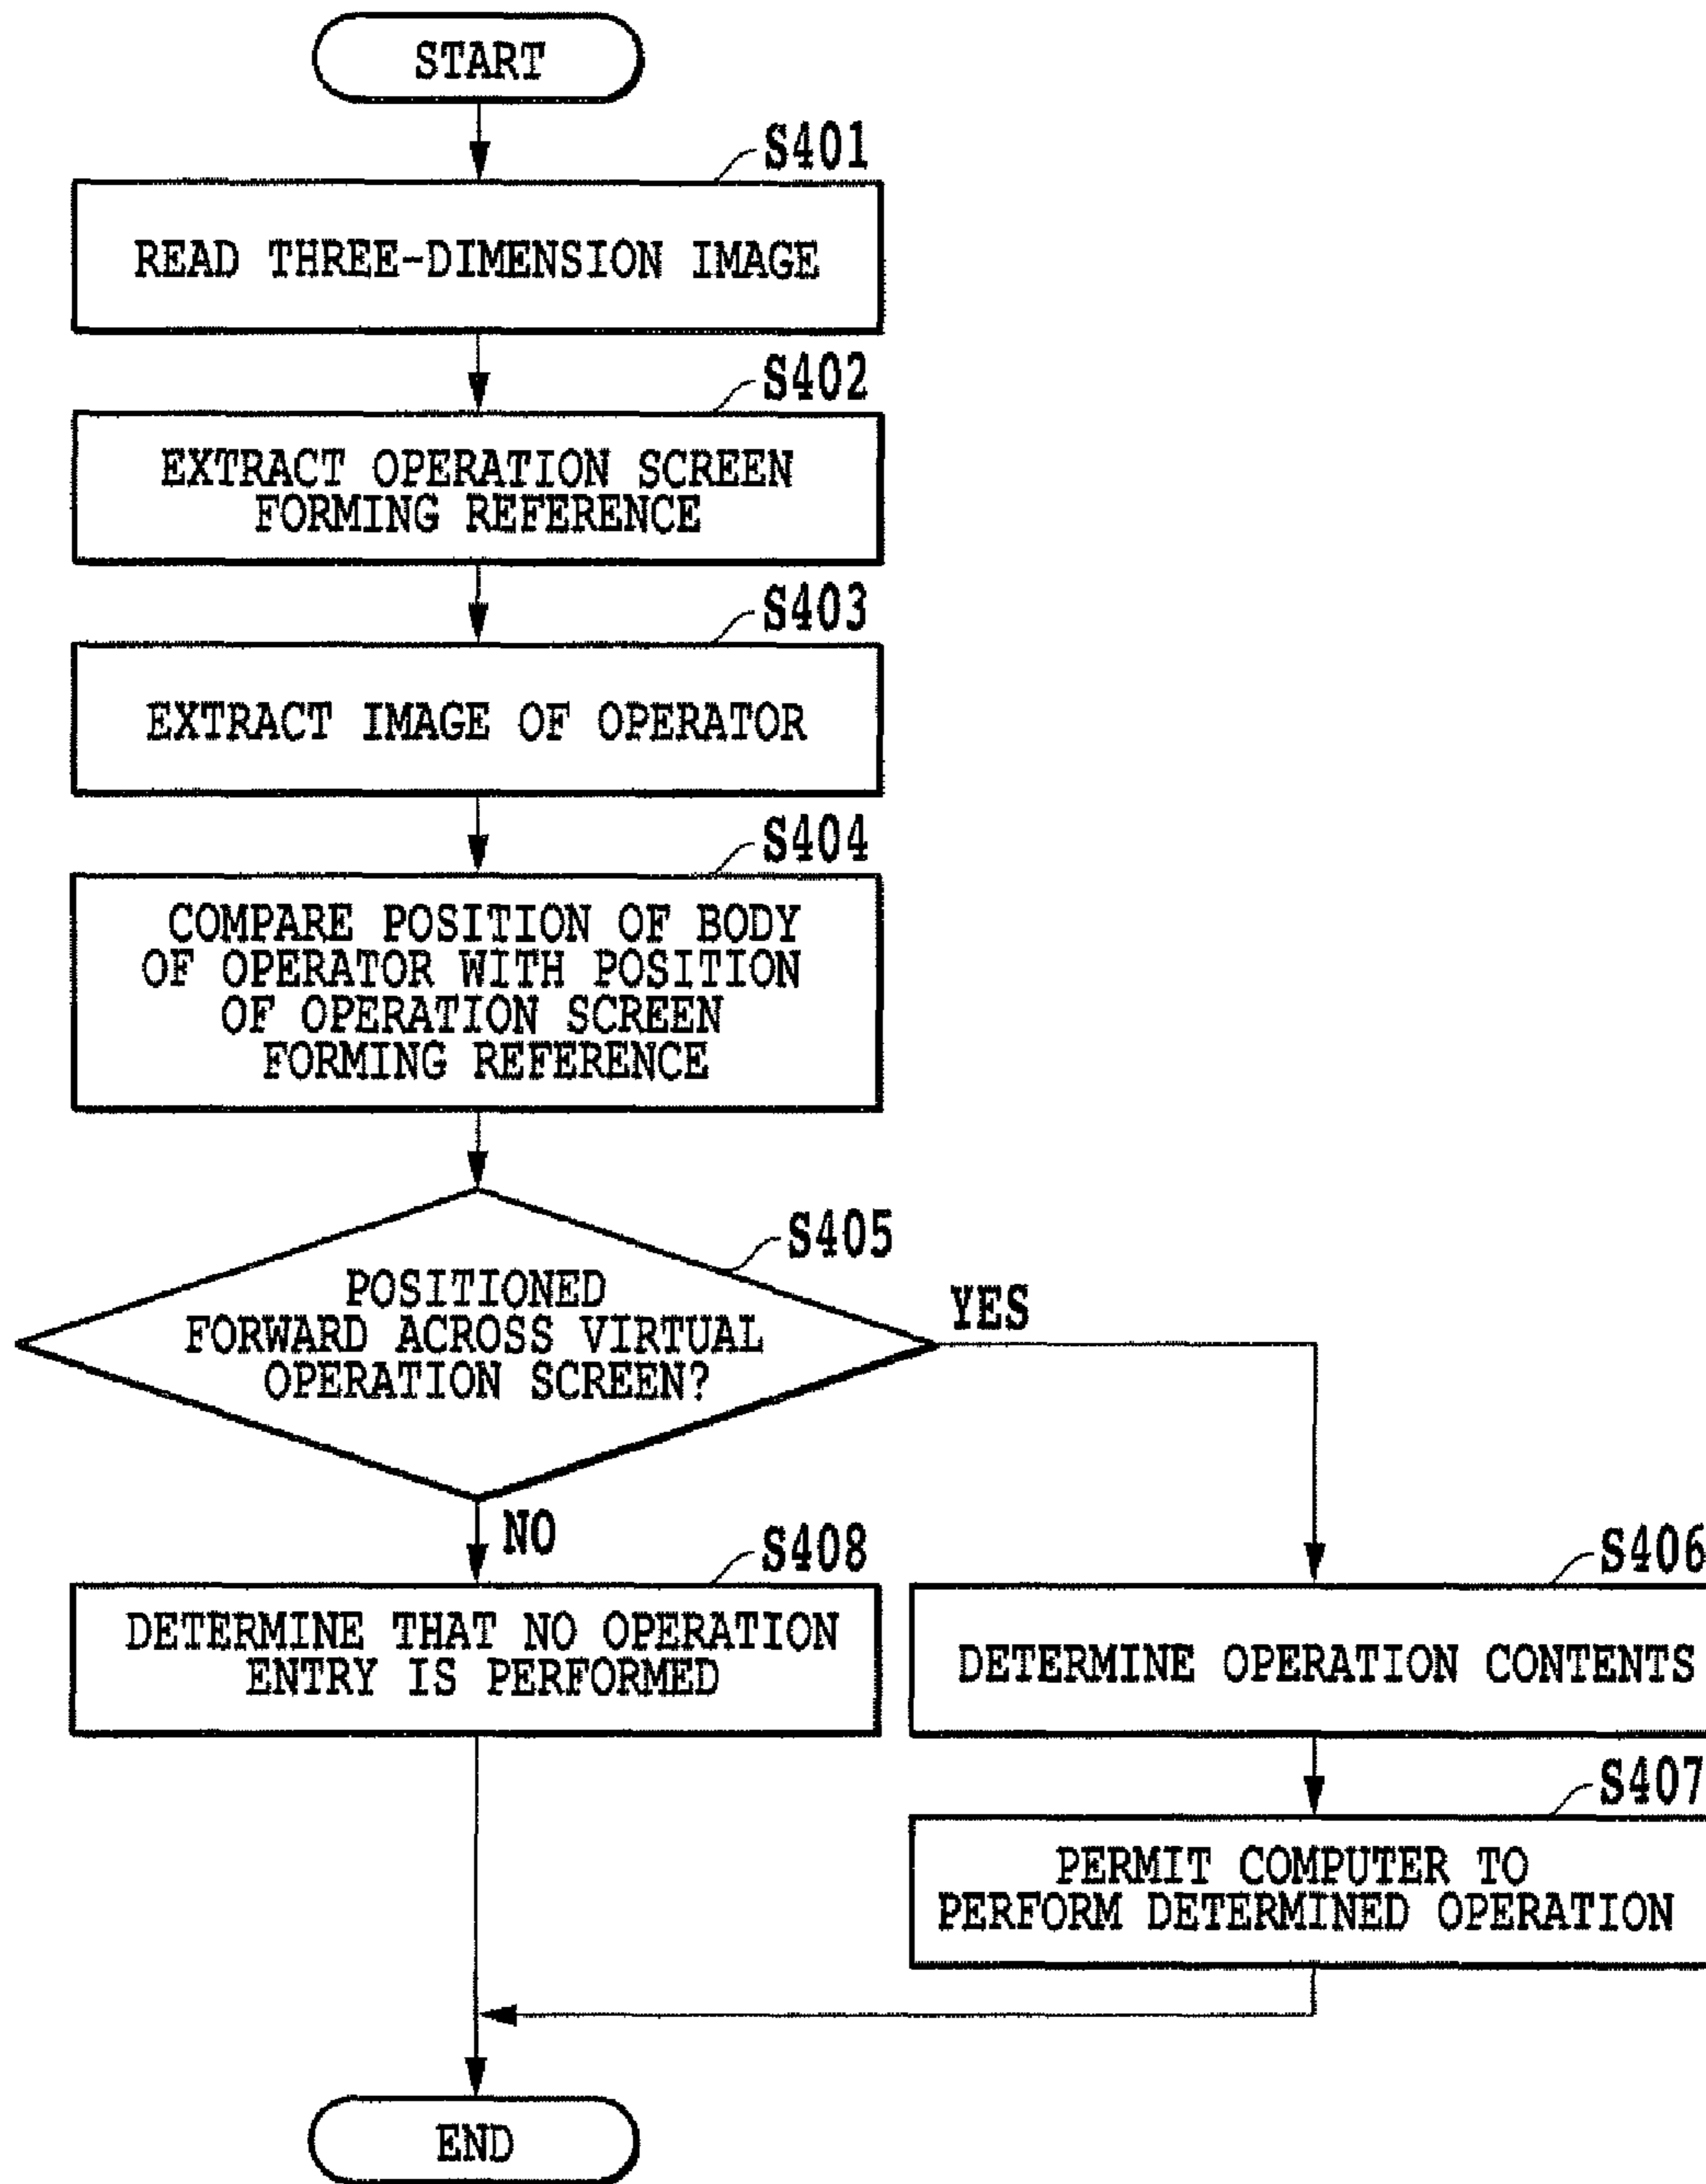 START
S401
READ THREE-DIMENSION IMAGE
S402
EXTRACT OPERATION SCREEN
FORMING REFERENCE
S403
EXTRACT IMAGE OF OPERATOR
S404
COMPARE POSITION OF BODY
OF OPERATOR WITH POSITION
OF OPERATION SCREEN
FORMING REFERENCE
S405
POSITIONED
FORWARD ACROSS VIRTUAL
OPERATION SCREEN?
YES
NO
S408
DETERMINE THAT NO OPERATION
ENTRY IS PERFORMED
S406
DETERMINE OPERATION CONTENTS
S407
PERMIT COMPUTER TO
PERFORM DETERMINED OPERATION
END